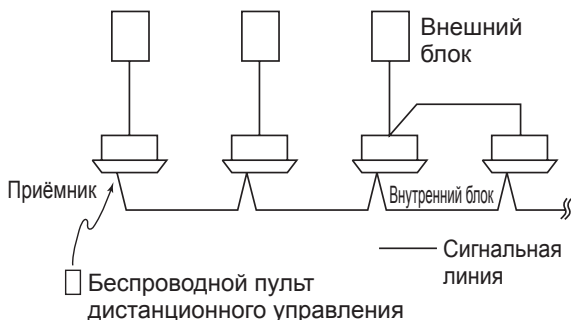 Внешний
блок
Приёмник
Внутренний блок
Сигнальная
линия
Беспроводной пульт
дистанционного управления